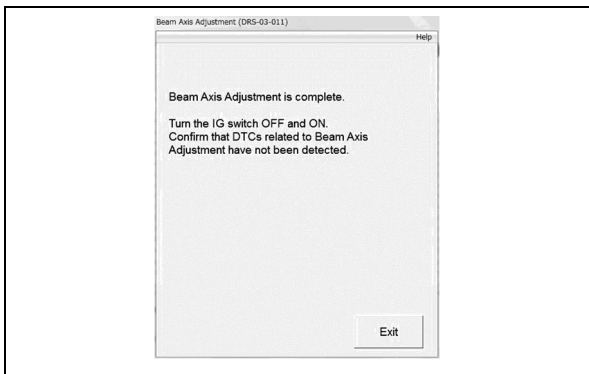 Beam Axis Adjustment (DRS-03-011)
Help
Beam Axis Adjustment is complete.
Turn the IG switch OFF and ON.
Confirm that DTCs related to Beam Axis
Adjustment have not been detected.
Exit